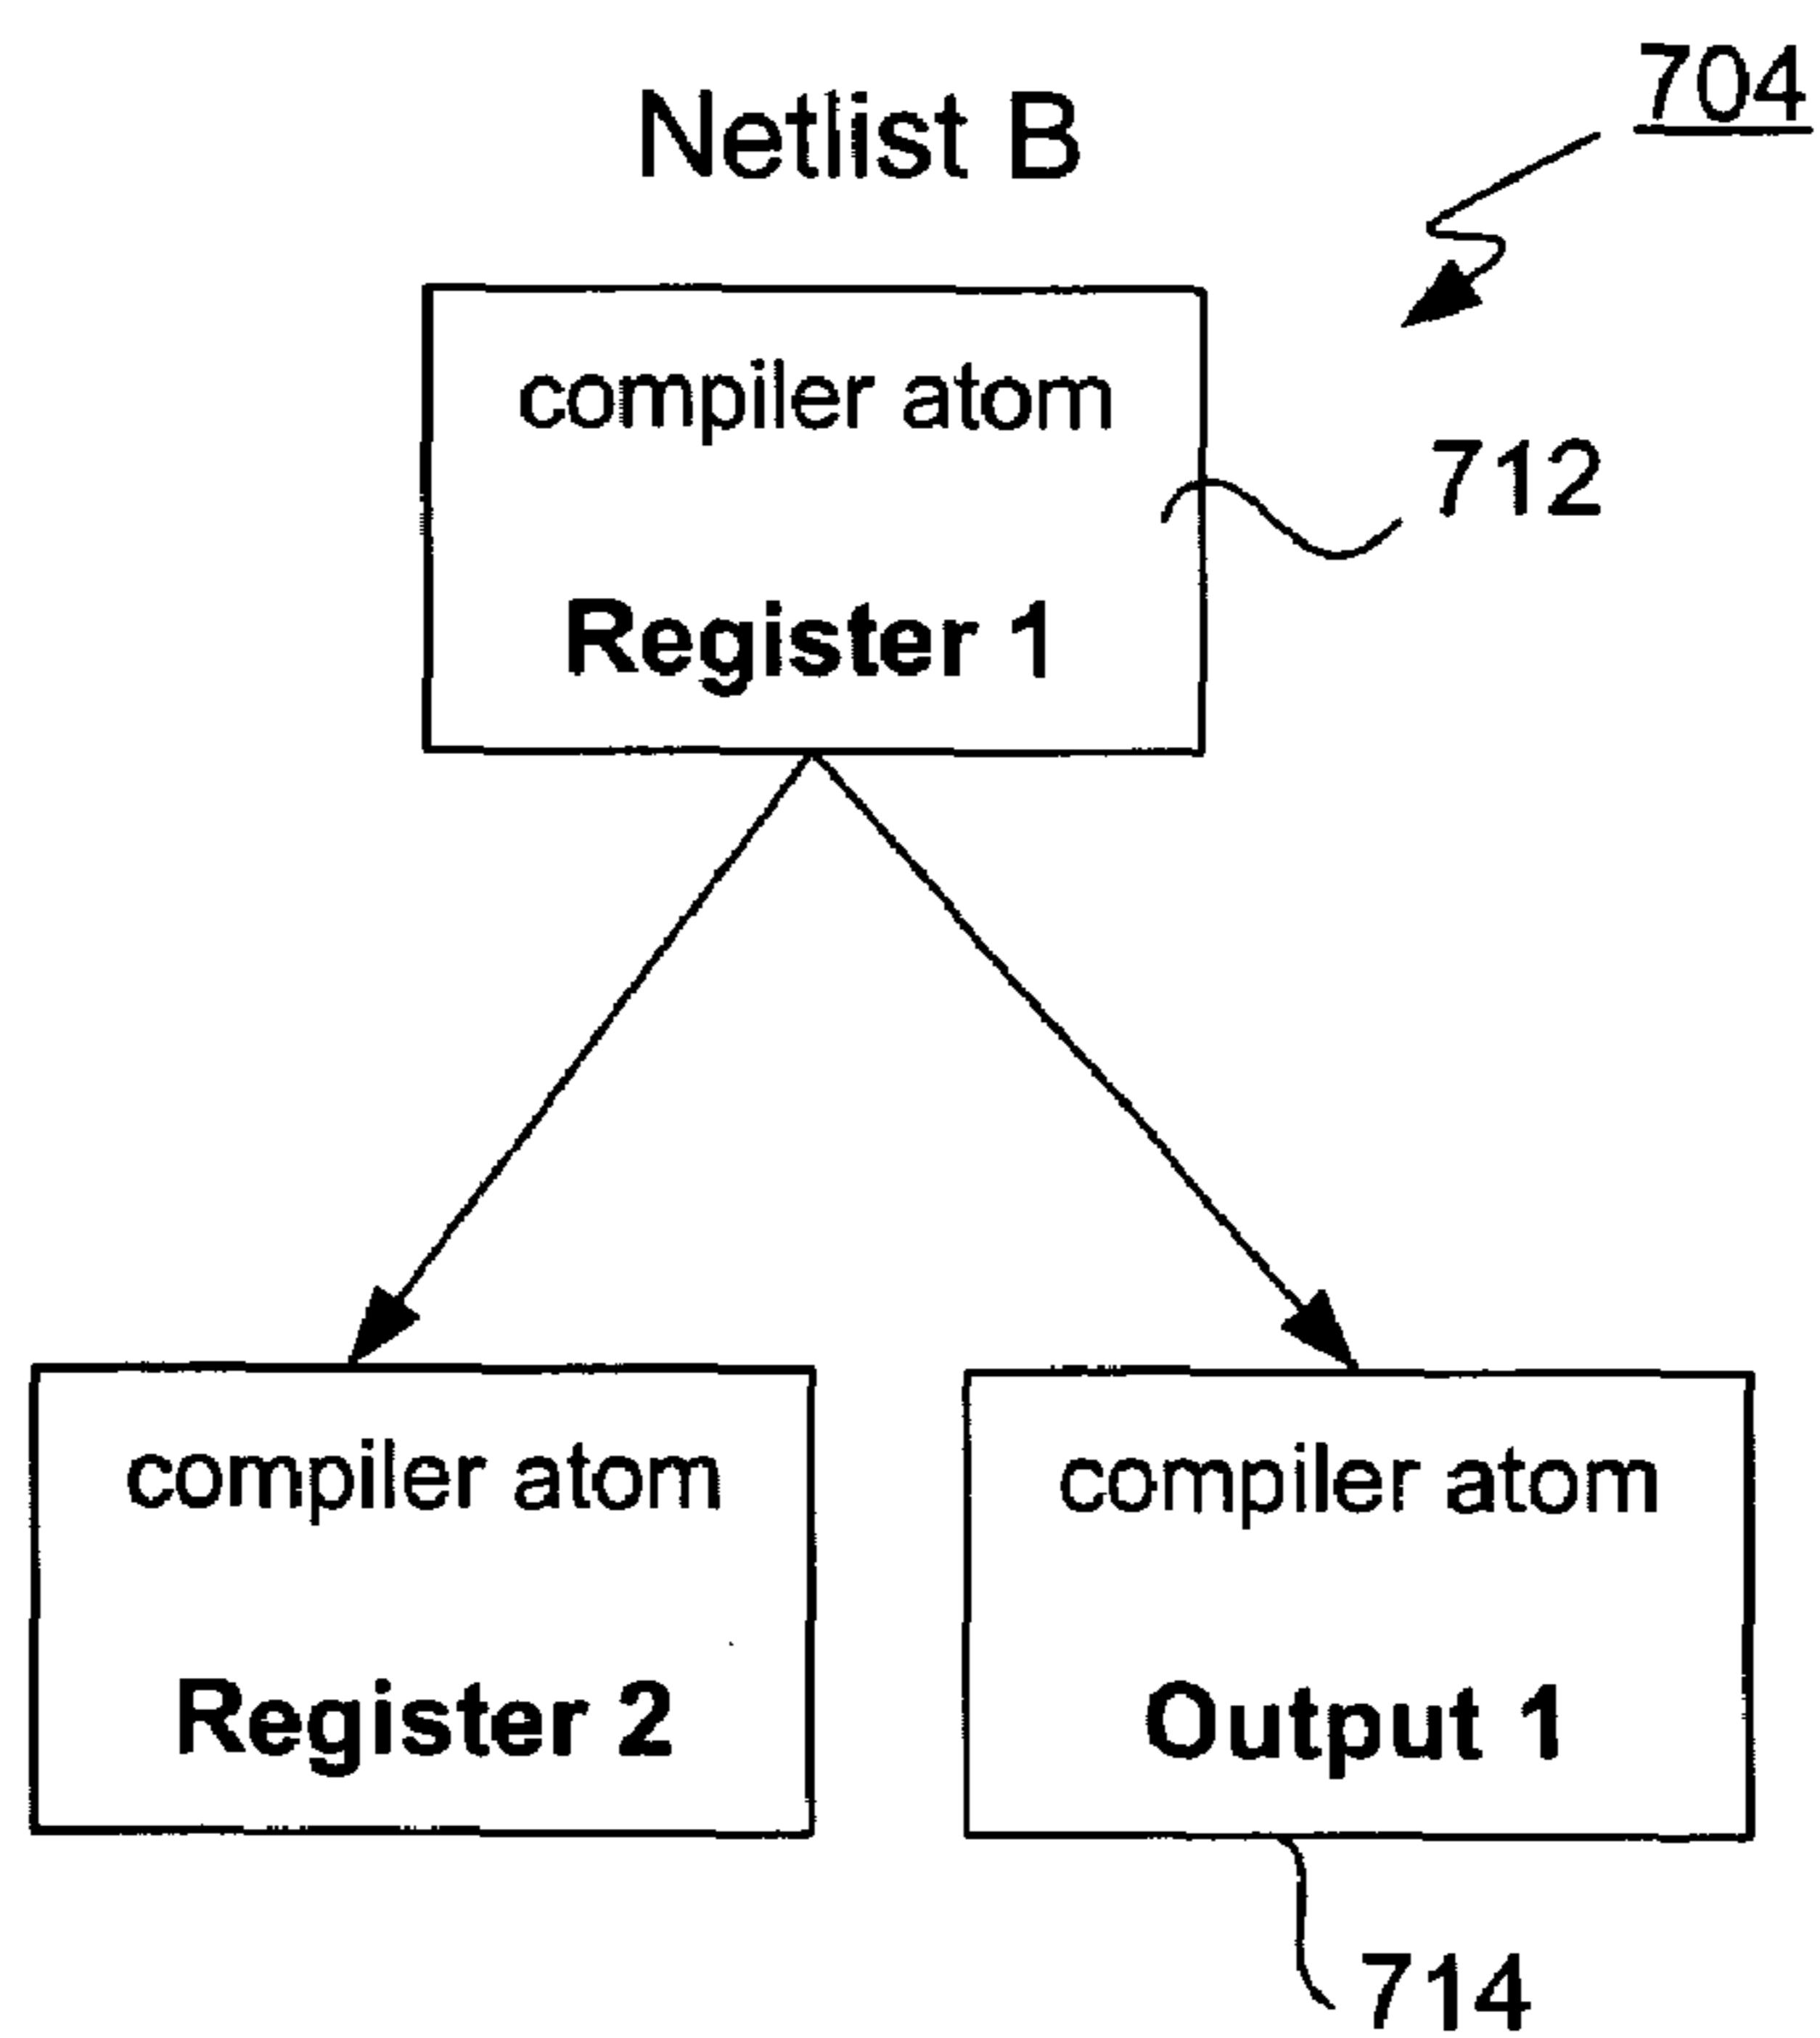 704
Netlist B
compiler atom
712
Register 1
compiler atom
Register 2
compiler atom
Output 1
714